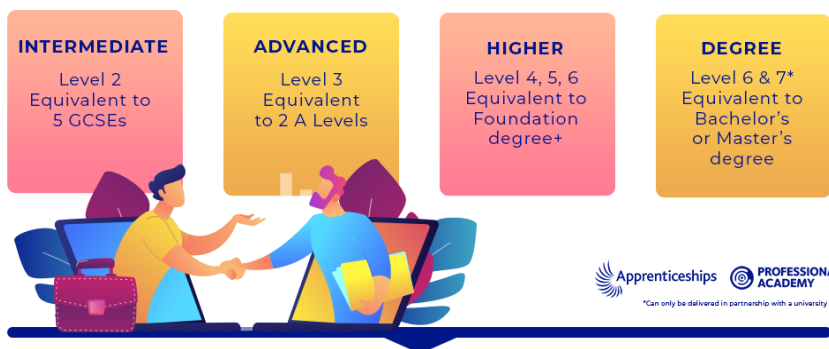 INTERMEDIATE
Level 2
Equivalent to
5 GCSEs
ADVANCED
Level 3
Equivalent
to 2 A Levels
HIGHER
Level 4, 5, 6
Equivalent to
Foundation
degree+
DEGREE
Level 6 & 7*
Equivalent to
Bachelor's
or Master's
degree
Apprenticeships
PROFESSIONA
ACADEMY
*Can only be delivered in partnership with a university